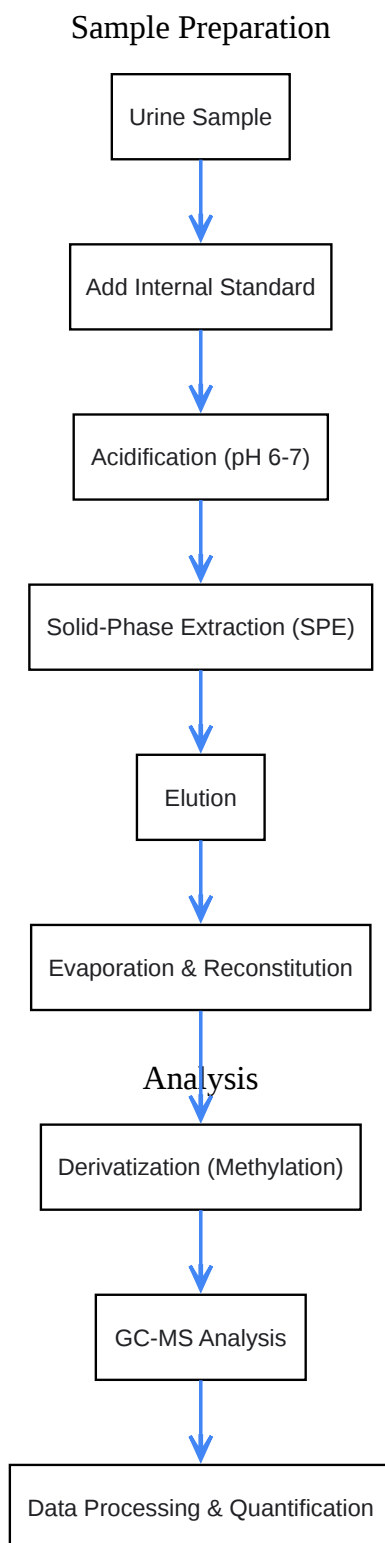 Sample Preparation
Urine Sample
Add Internal Standard
Acidification (pH 6-7)
Solid-Phase Extraction (SPE)
Elution
Evaporation & Reconstitution
Analysis
Derivatization (Methylation)
GC-MS Analysis
Data Processing & Quantification